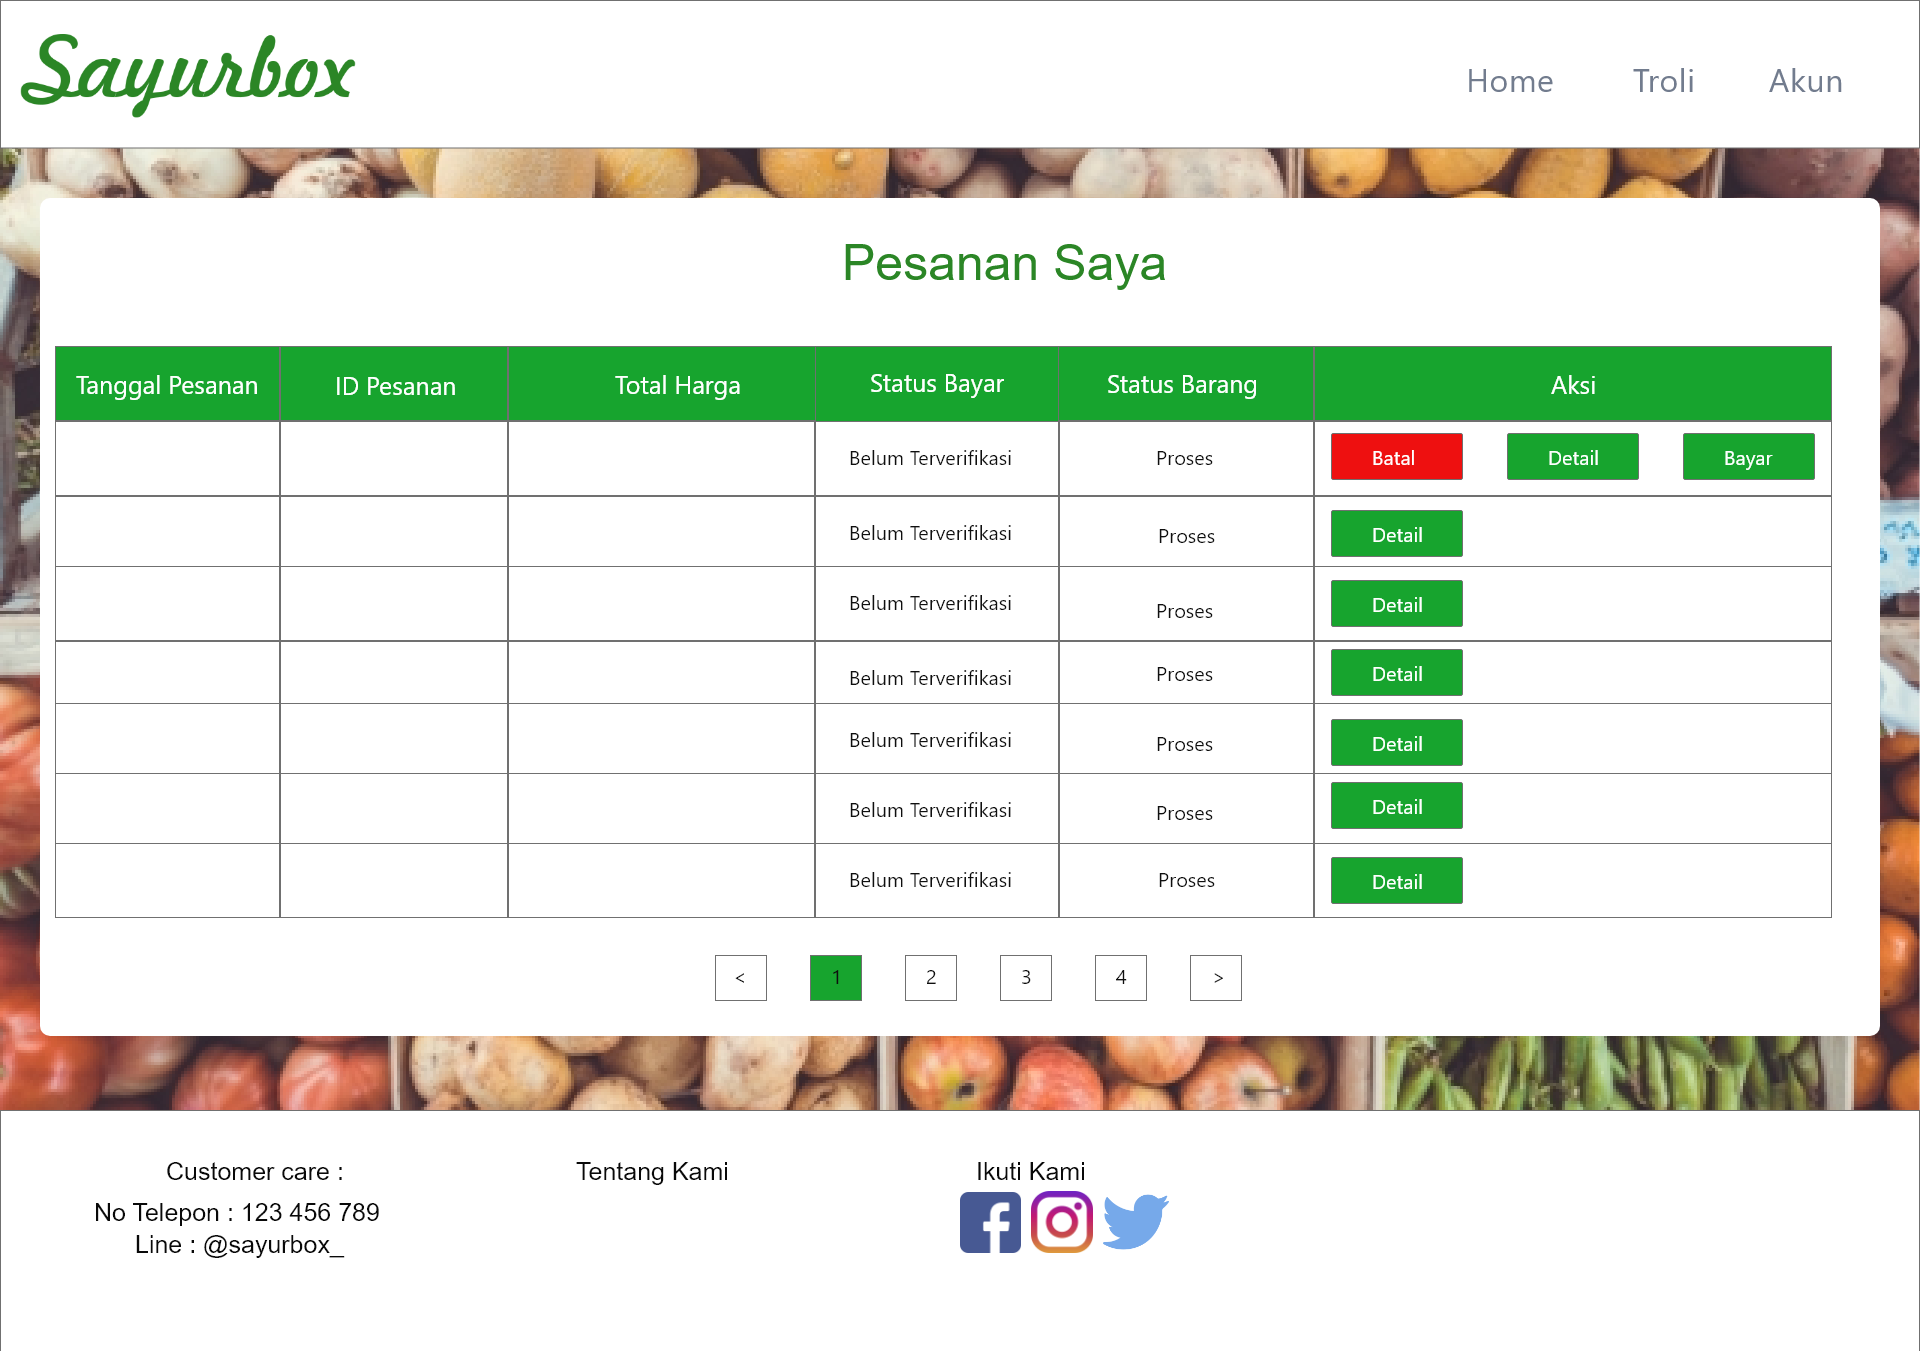 Sayurbox
Home Troli Akun
Pesanan Saya
Tanggal Pesanan ID Pesanan Total Harga Status Bayar Status Barang Aksi
Belum Terverifikasi Proses Batal Detail Bayar
Belum Terverifikasi Proses Detail
Belum Terverifikasi Proses Detail
Belum Terverifikasi Proses Detail
Belum Terverifikasi Proses Detail
Belum Terverifikasi Proses Detail
Belum Terverifikasi Proses Detail
< 1 2 3 4 >
Customer care : Tentang Kami Ikuti Kami
No Telepon : 123 456 789
Line : @sayurbox_